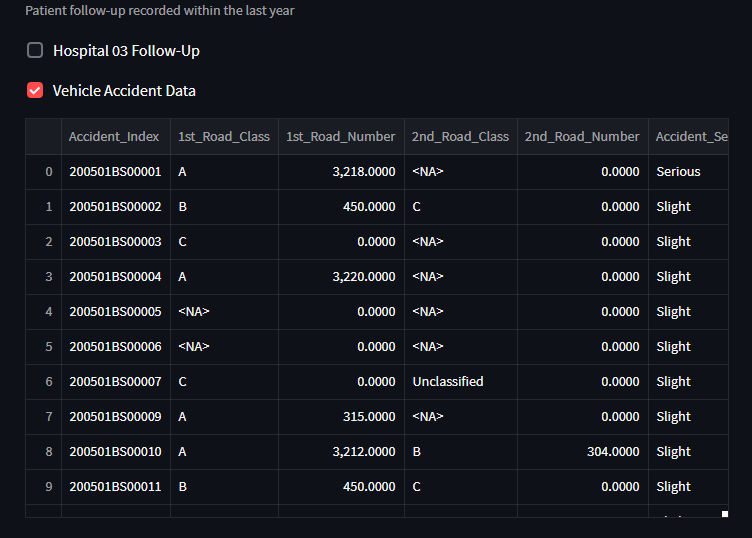 Patient follow-up recorded within the last year
Hospital 03 Follow-Up
Vehicle Accident Data
Accident_Index 1st_Road_Class 1st_Road_Number 2nd_Road_Class 2nd_Road_Number Accident_Se
0 200501BS00001 A 3,218.0000 <NA> 0.0000 Serious
1 200501BS00002 B 450.0000 C 0.0000 Slight
2 200501BS00003 C 0.0000 <NA> 0.0000 Slight
3 200501BS00004 A 3,220.0000 <NA> 0.0000 Slight
4 200501BS00005 <NA> 0.0000 <NA> 0.0000 Slight
5 200501BS00006 <NA> 0.0000 <NA> 0.0000 Slight
6 200501BS00007 C 0.0000 Unclassified 0.0000 Slight
7 200501BS00009 A 315.0000 <NA> 0.0000 Slight
8 200501BS00010 A 3,212.0000 B 304.0000 Slight
9 200501BS00011 B 450.0000 C 0.0000 Slight